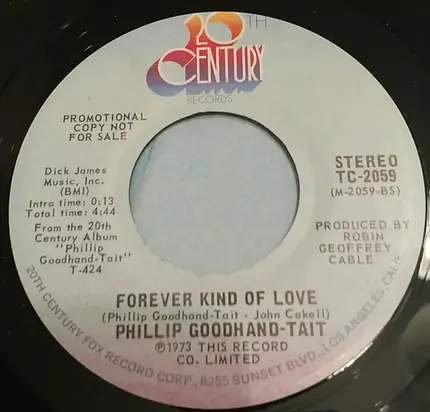 20TH
CENTURY
RECORDS
PROMOTIONAL
COPY NOT
FOR SALE
Dick James
Music, Inc.
(BMI)
Intro time: 0:13
Total time: 4:44
From the 20th
Century Album
"Phillip
Goodhand-Tait"
T-424
STEREO
TC-2059
(M-2059-BS)
PRODUCED BY
ROBIN
GEOFFREY
CABLE
FOREVER KIND OF LOVE
(Phillip Goodhand-Tait - John Cokell)
PHILLIP GOODHAND-TAIT
℗1973 THIS RECORD
CO. LIMITED
20TH CENTURY FOX RECORD CORP., 8255 SUNSET BLVD., LOS ANGELES, CALIF.